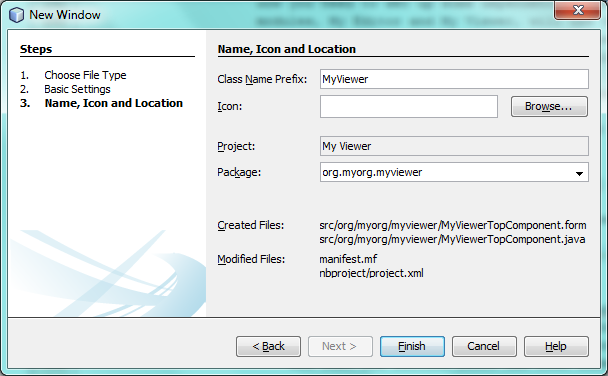 New Window
Steps
1. Choose File Type
2. Basic Settings
3. Name, Icon and Location
Name, Icon and Location
Class Name Prefix: MyViewer
Icon: Browse...
Project: My Viewer
Package: org.myorg.myviewer
Created Files: src/org/myorg/myviewer/MyViewerTopComponent.form
src/org/myorg/myviewer/MyViewerTopComponent.java
Modified Files: manifest.mf
nbproject/project.xml
< Back Next > Finish Cancel Help